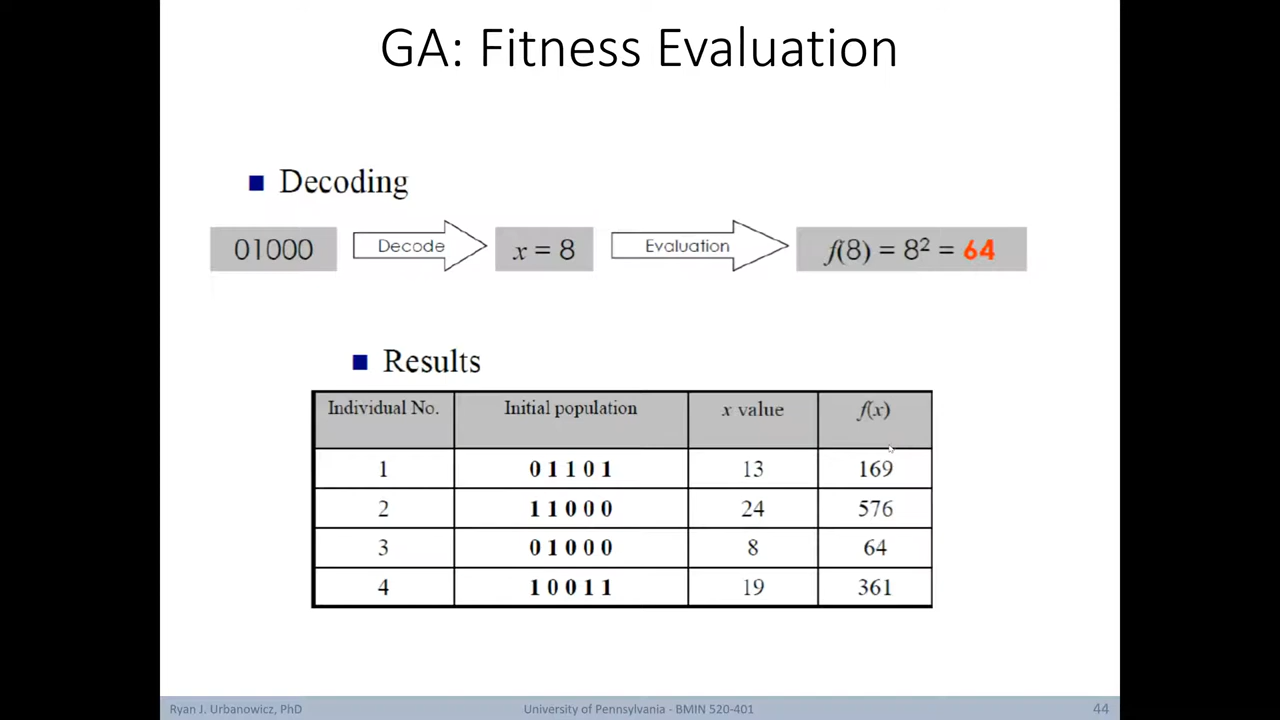 GA: Fitness Evaluation
■ Decoding
01000 Decode x = 8 Evaluation f(8) = 8² = 64
■ Results
Individual No. Initial population x value f(x)
1 0 1 1 0 1 13 169
2 1 1 0 0 0 24 576
3 0 1 0 0 0 8 64
4 1 0 0 1 1 19 361
Ryan J. Urbanowicz, PhD University of Pennsylvania - BMIN 520-401 44